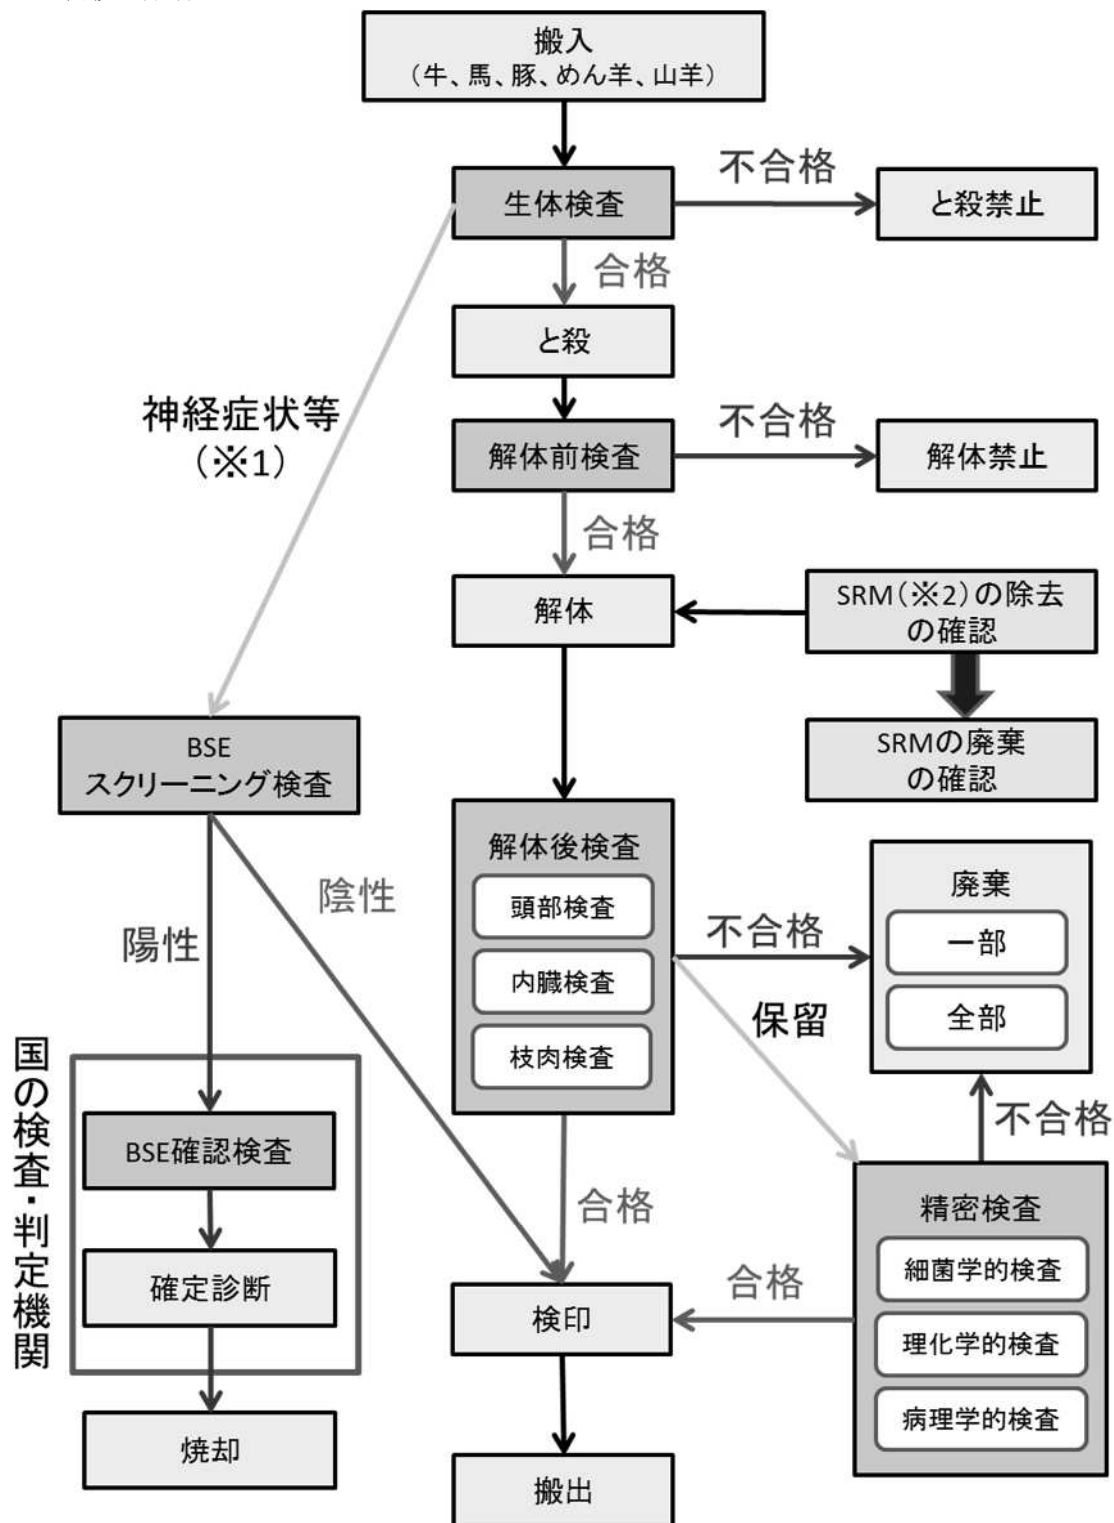 搬入
（牛、馬、豚、めん羊、山羊）
生体検査
不合格
と殺禁止
合格
と殺
神経症状等
（※1）
解体前検査
不合格
解体禁止
合格
解体
SRM（※2）の除去
の確認
SRMの廃棄
の確認
BSE
スクリーニング検査
陽性
陰性
解体後検査
頭部検査
内臓検査
枝肉検査
不合格
保留
廃棄
一部
全部
不合格
国の検査・判定機関
BSE確認検査
確定診断
焼却
合格
精密検査
細菌学的検査
理化学的検査
病理学的検査
合格
検印
搬出